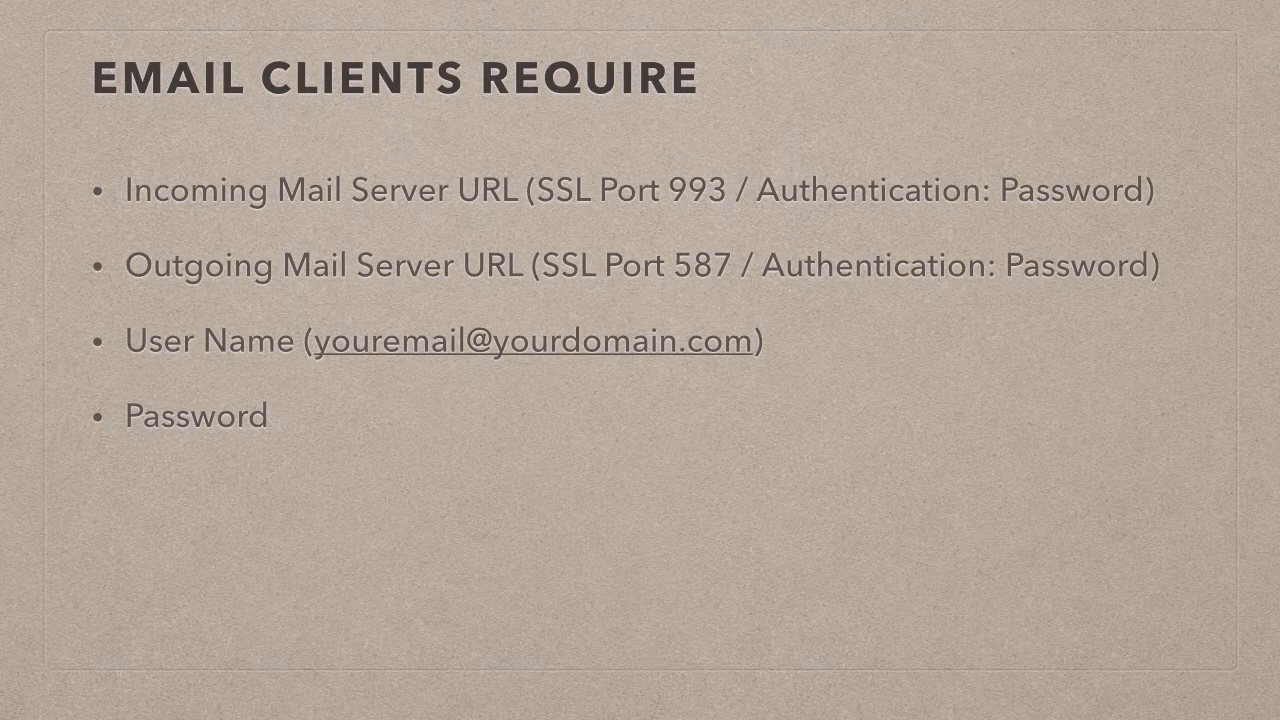 EMAIL CLIENTS REQUIRE
• Incoming Mail Server URL (SSL Port 993 / Authentication: Password)
• Outgoing Mail Server URL (SSL Port 587 / Authentication: Password)
• User Name (youremail@yourdomain.com)
• Password